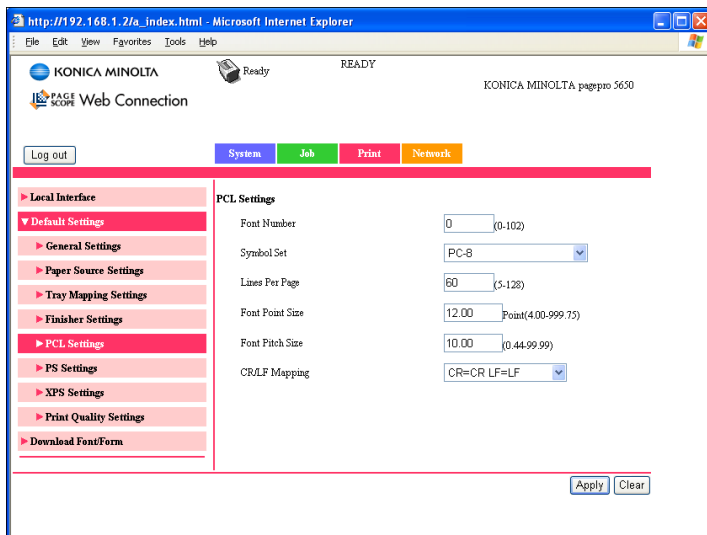 http://192.168.1.2/a_index.html - Microsoft Internet Explorer
File Edit View Favorites Tools Help
KONICA MINOLTA
Ready
READY
KONICA MINOLTA pagepro 5650
PAGE SCOPE Web Connection
Log out
System Job Print Network
Local Interface
Default Settings
General Settings
Paper Source Settings
Tray Mapping Settings
Finisher Settings
PCL Settings
PS Settings
XPS Settings
Print Quality Settings
Download Font/Form
PCL Settings
Font Number 0 (0-102)
Symbol Set PC-8
Lines Per Page 60 (5-128)
Font Point Size 12.00 Point(4.00-999.75)
Font Pitch Size 10.00 (0.44-99.99)
CR/LF Mapping CR=CR LF=LF
Apply Clear